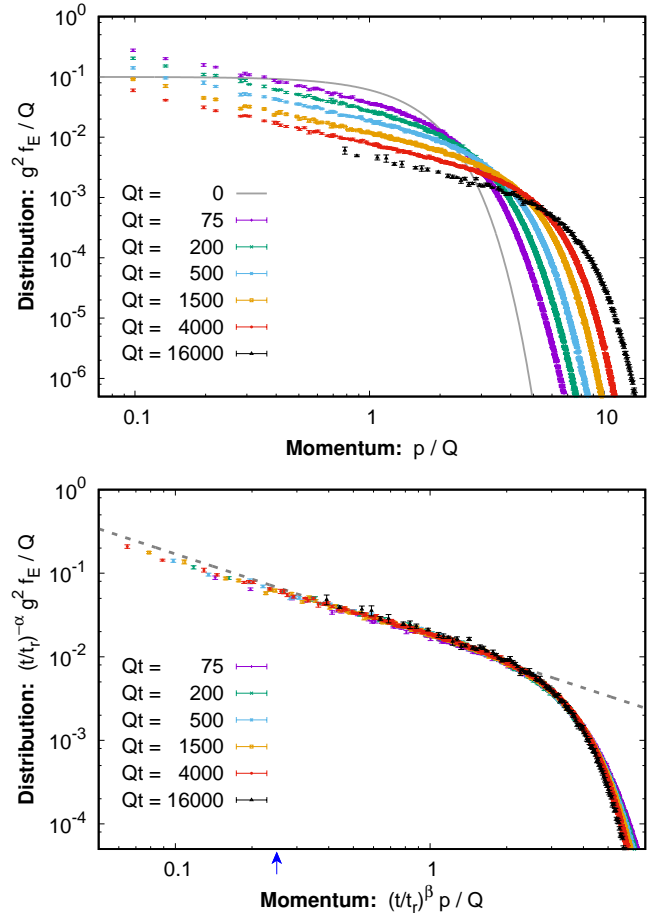 10^0
10^-1
10^-2
10^-3
10^-4
10^-5
10^-6
Distribution: g^2 f_E / Q
Qt = 0
Qt = 75
Qt = 200
Qt = 500
Qt = 1500
Qt = 4000
Qt = 16000
0.1 1 10
Momentum: p / Q
10^0
10^-1
10^-2
10^-3
10^-4
Distribution: (t/t_r)^-α g^2 f_E / Q
Qt = 75
Qt = 200
Qt = 500
Qt = 1500
Qt = 4000
Qt = 16000
0.1 1
Momentum: (t/t_r)^β p / Q